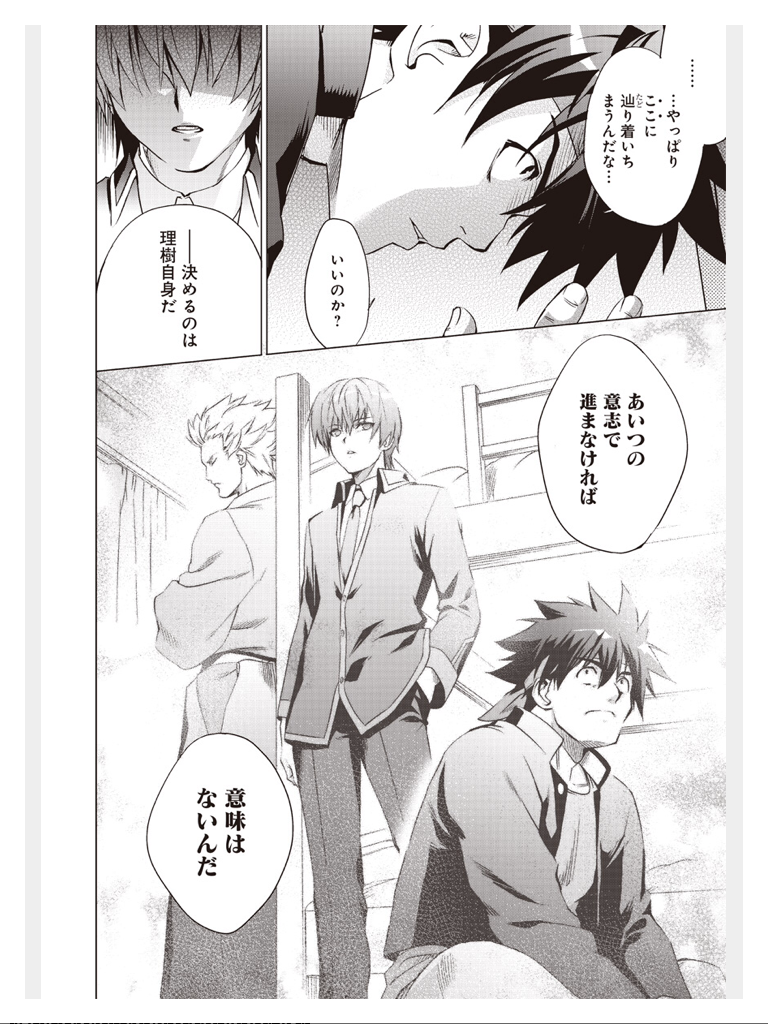 ……
…やっぱり
ここに
辿り着いち
まうんだな…
いいのか？
──決めるのは
理樹自身だ
あいつの
意志で
進まなければ
意味は
ないんだ